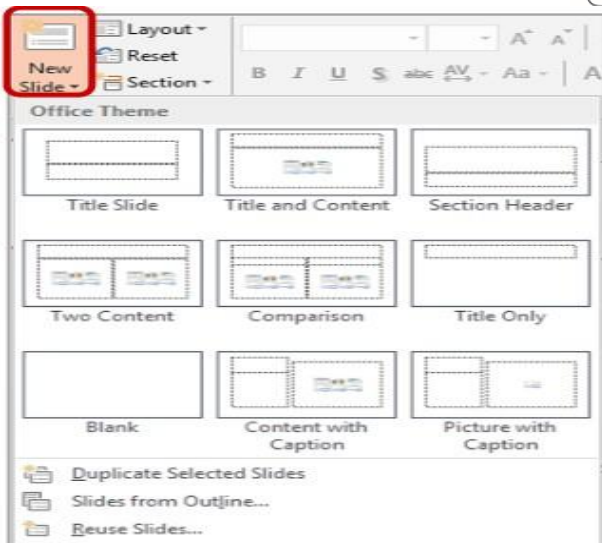 New
Slide
Layout
Reset
Section
A A
B I U S abc AV Aa A
Office Theme
Title Slide Title and Content Section Header
Two Content Comparison Title Only
Blank Content with Caption Picture with Caption
Duplicate Selected Slides
Slides from Outline...
Reuse Slides...